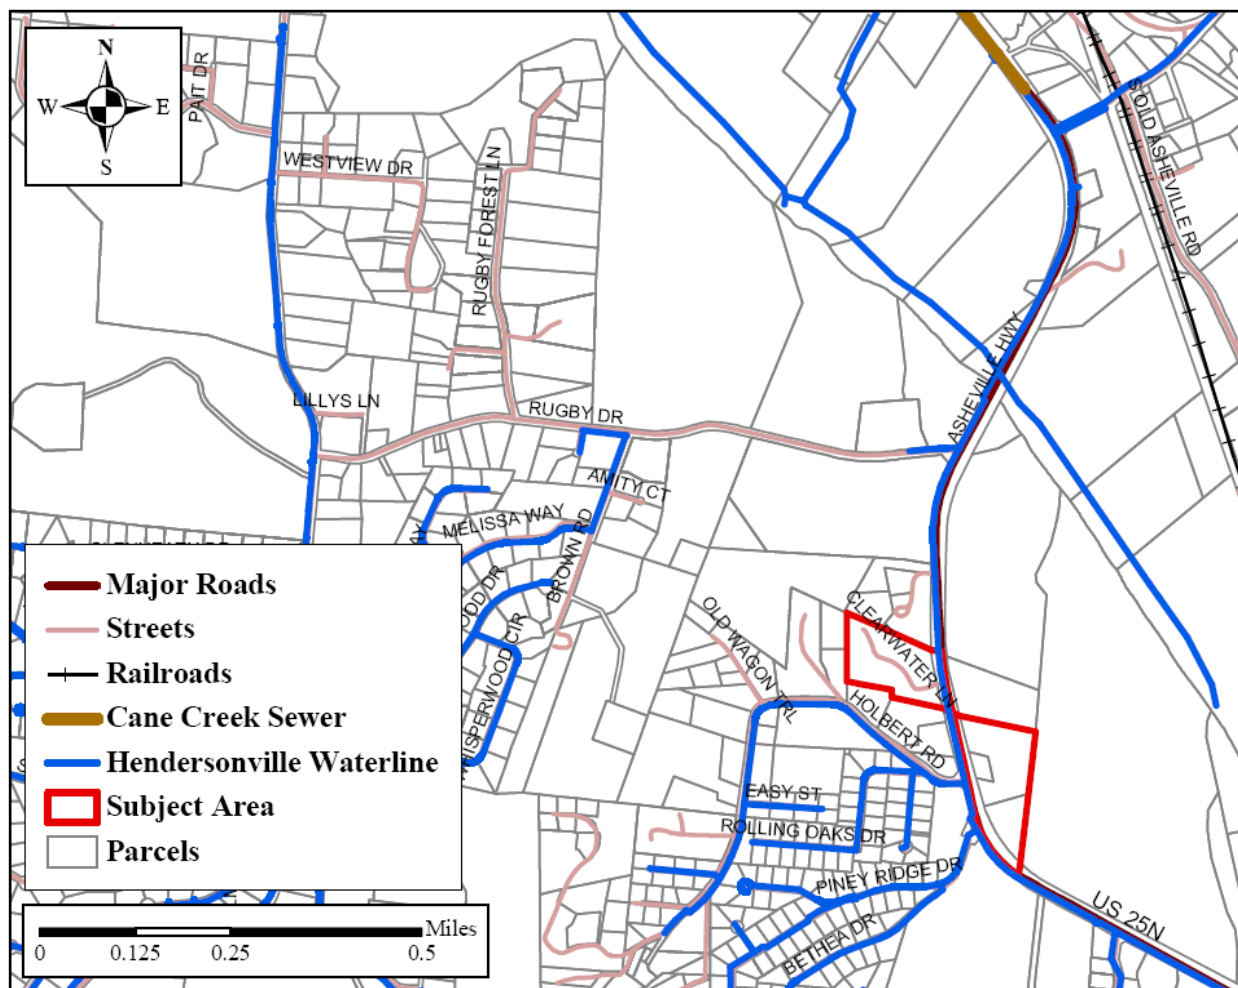 N
W E
S
PAIT DR
WESTVIEW DR
RUGBY FOREST LN
OLD ASHEVILLE RD
ASHEVILLE HWY
LILLYS LN
RUGBY DR
AMITY CT
MELISSA WAY
BROWN RD
WHISPERWOOD CIR
CLEARWATER LN
OLD WAGON TRL
HOLBERT RD
EASY ST
ROLLING OAKS DR
PINEY RIDGE DR
BETHEA DR
US 25N
Major Roads
Streets
Railroads
Cane Creek Sewer
Hendersonville Waterline
Subject Area
Parcels
Miles
0 0.125 0.25 0.5